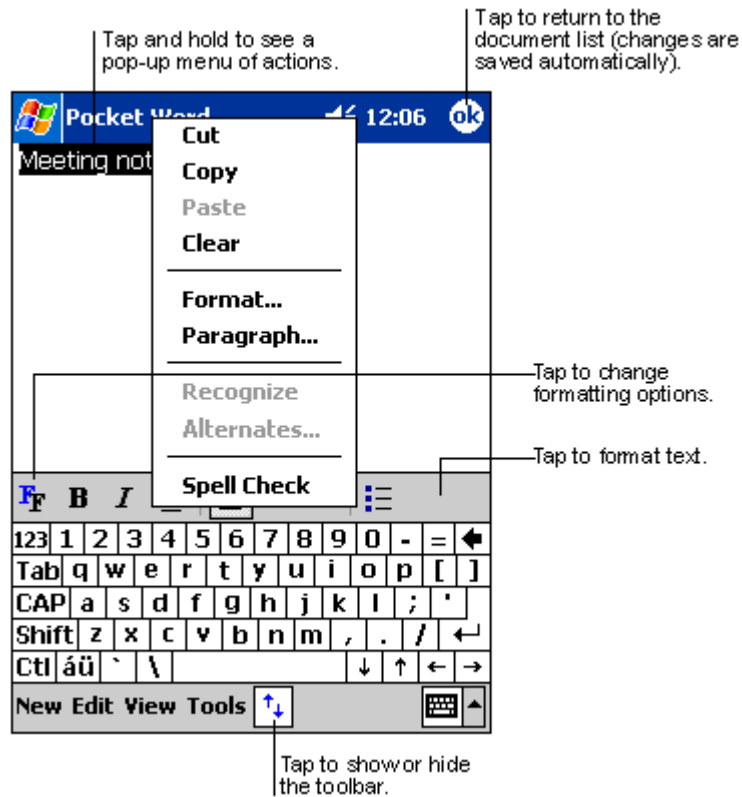 Tap to return to the
document list (changes are
saved automatically).
Tap and hold to see a
pop-up menu of actions.
Pocket Word 12:06 ok
Meeting not
Cut
Copy
Paste
Clear
Format...
Paragraph...
Recognize
Alternates...
Spell Check
Tap to change
formatting options.
Tap to format text.
FF B I
123 1 2 3 4 5 6 7 8 9 0 - =
Tab q w e r t y u i o p [ ]
CAP a s d f g h j k l ; '
Shift z x c v b n m , . /
Ctl áü ` \ ↓ ↑ ← →
New Edit View Tools
Tap to show or hide
the toolbar.